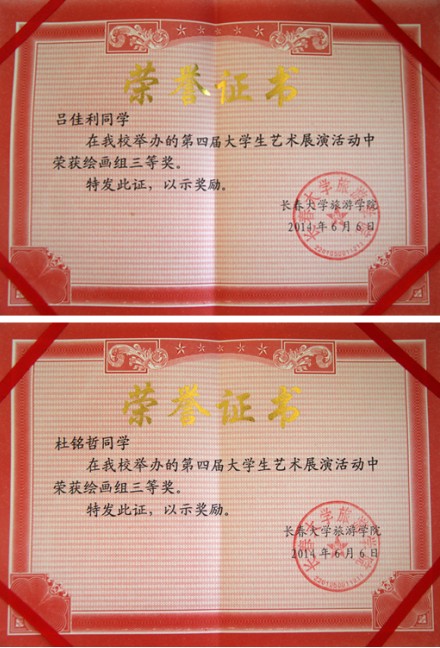 荣誉证书
吕佳利同学
在我校举办的第四届大学生艺术展演活动中
荣获绘画组三等奖。
特发此证，以示奖励。
长春大学旅游学院
2014年6月6日
荣誉证书
杜铭哲同学
在我校举办的第四届大学生艺术展演活动中
荣获绘画组三等奖。
特发此证，以示奖励。
长春大学旅游学院
2014年6月6日